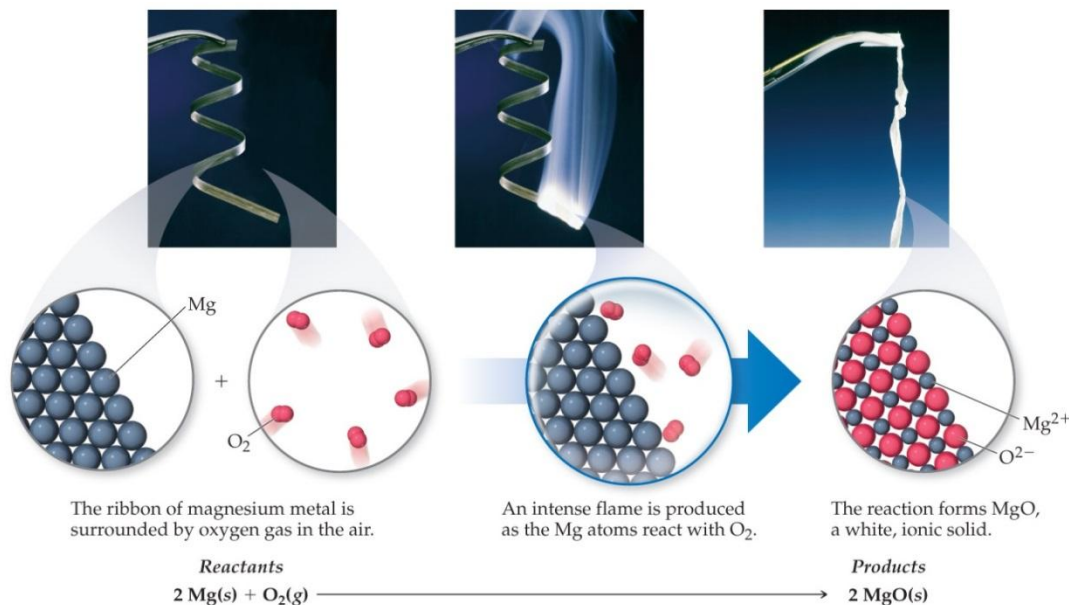 Mg
+
O₂
Mg²⁺
O²⁻
The ribbon of magnesium metal is
surrounded by oxygen gas in the air.
An intense flame is produced
as the Mg atoms react with O₂.
The reaction forms MgO,
a white, ionic solid.
Reactants
Products
2 Mg(s) + O₂(g)
2 MgO(s)